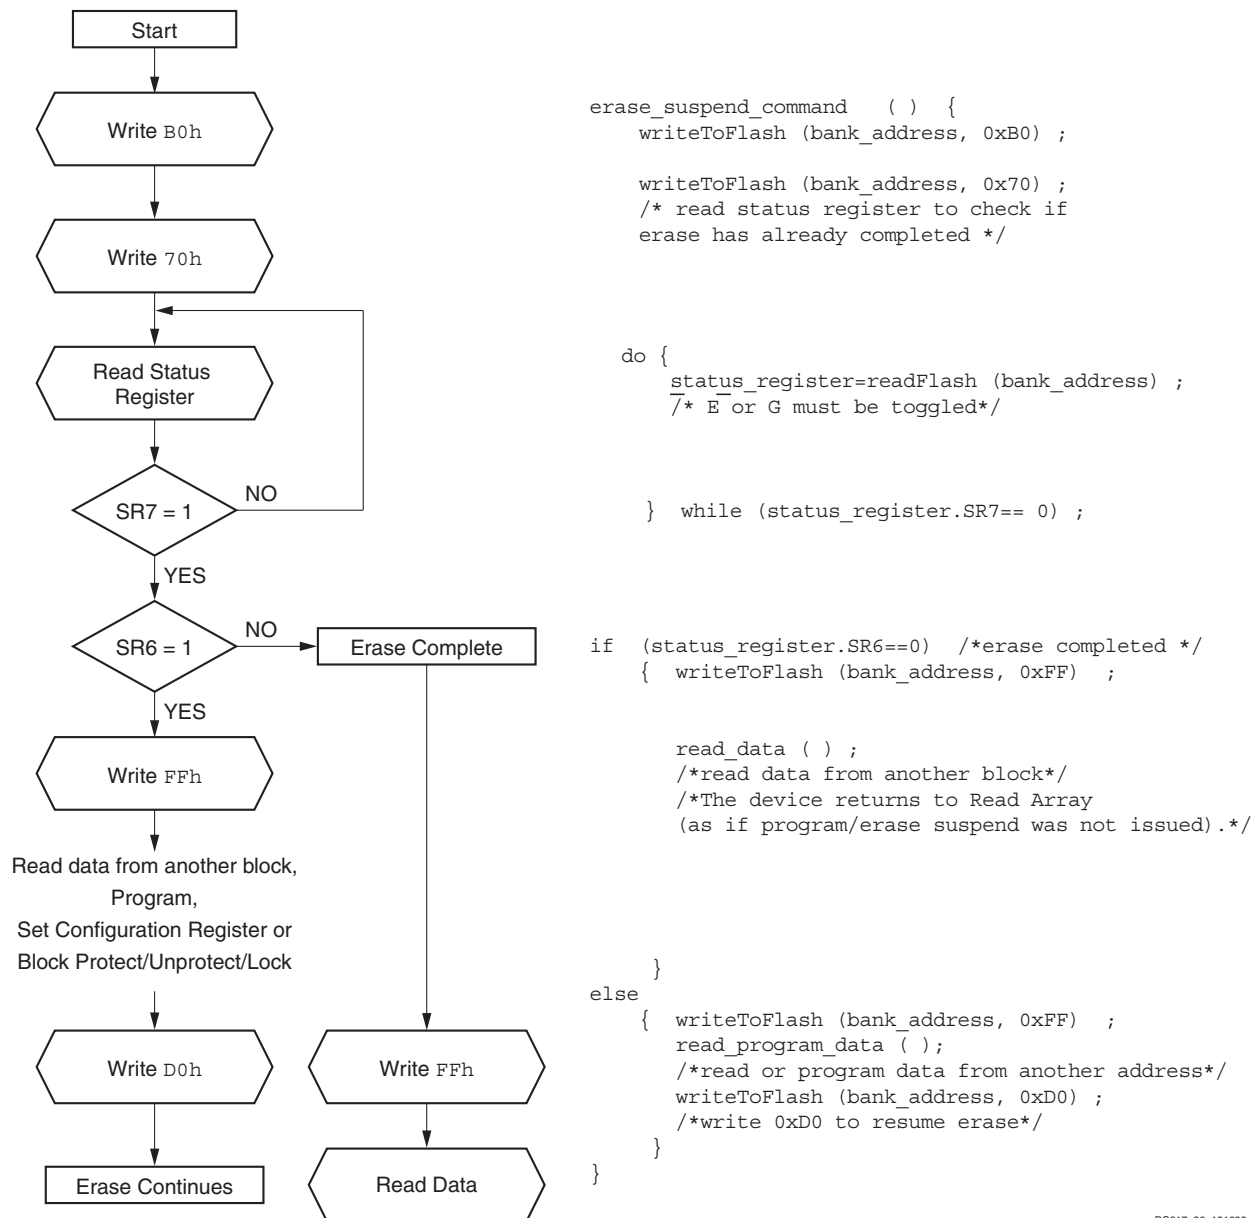 Start
Write B0h
Write 70h
Read Status
Register
SR7 = 1
NO
YES
SR6 = 1
NO
Erase Complete
YES
Write FFh
Read data from another block,
Program,
Set Configuration Register or
Block Protect/Unprotect/Lock
Write D0h
Write FFh
Erase Continues
Read Data
erase_suspend_command ( ) {
writeToFlash (bank_address, 0xB0) ;
writeToFlash (bank_address, 0x70) ;
/* read status register to check if
erase has already completed */
do {
status_register=readFlash (bank_address) ;
/* E or G must be toggled*/
} while (status_register.SR7== 0) ;
if (status_register.SR6==0) /*erase completed */
{ writeToFlash (bank_address, 0xFF) ;
read_data ( ) ;
/*read data from another block*/
/*The device returns to Read Array
(as if program/erase suspend was not issued).*/
}
else
{ writeToFlash (bank_address, 0xFF) ;
read_program_data ( );
/*read or program data from another address*/
writeToFlash (bank_address, 0xD0) ;
/*write 0xD0 to resume erase*/
}
}